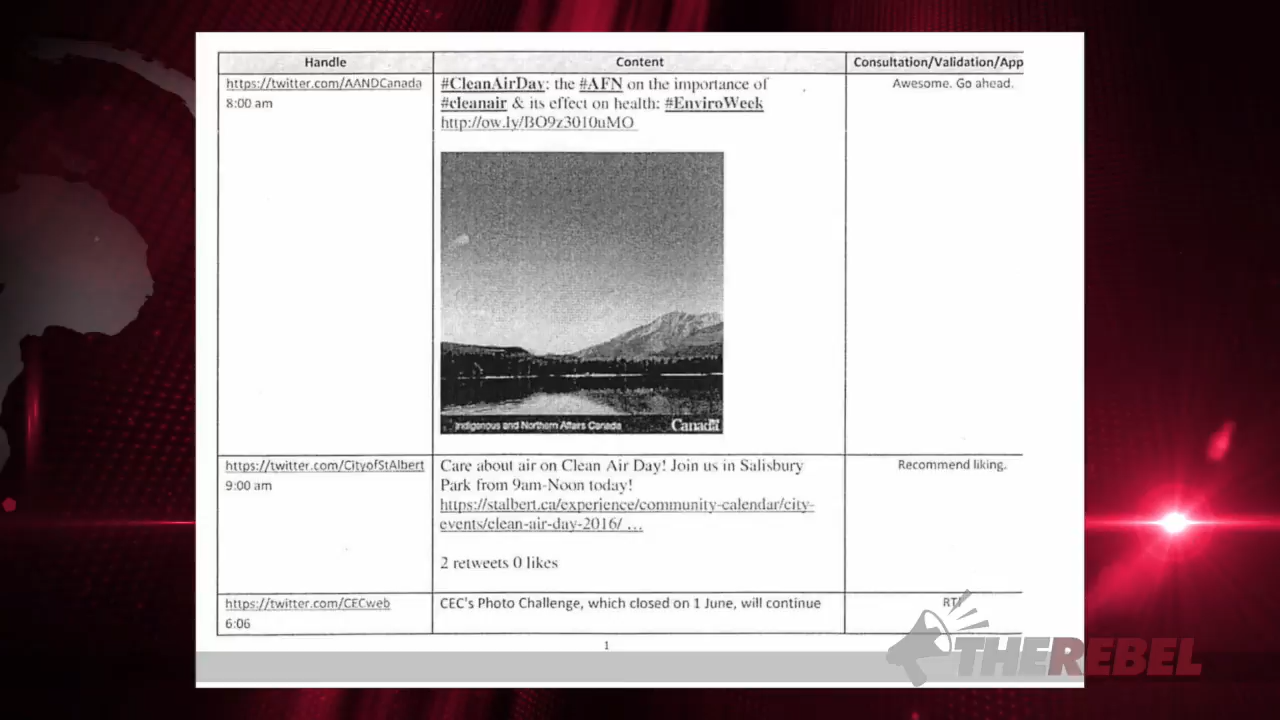 Handle Content Consultation/Validation/App
https://twitter.com/AANDCanada
8:00 am
#CleanAirDay: the #AFN on the importance of
#cleanair & its effect on health: #EnviroWeek
http://ow.ly/BO9z3010uMO
Awesome. Go ahead.
Indigenous and Northern Affairs Canada
Canada
https://twitter.com/CityofStAlbert
9:00 am
Care about air on Clean Air Day! Join us in Salisbury
Park from 9am-Noon today!
https://stalbert.ca/experience/community-calendar/city-
events/clean-air-day-2016/ ...
2 retweets 0 likes
Recommend liking.
https://twitter.com/CECweb
6:06
CEC's Photo Challenge, which closed on 1 June, will continue
RT
1
THEREBEL